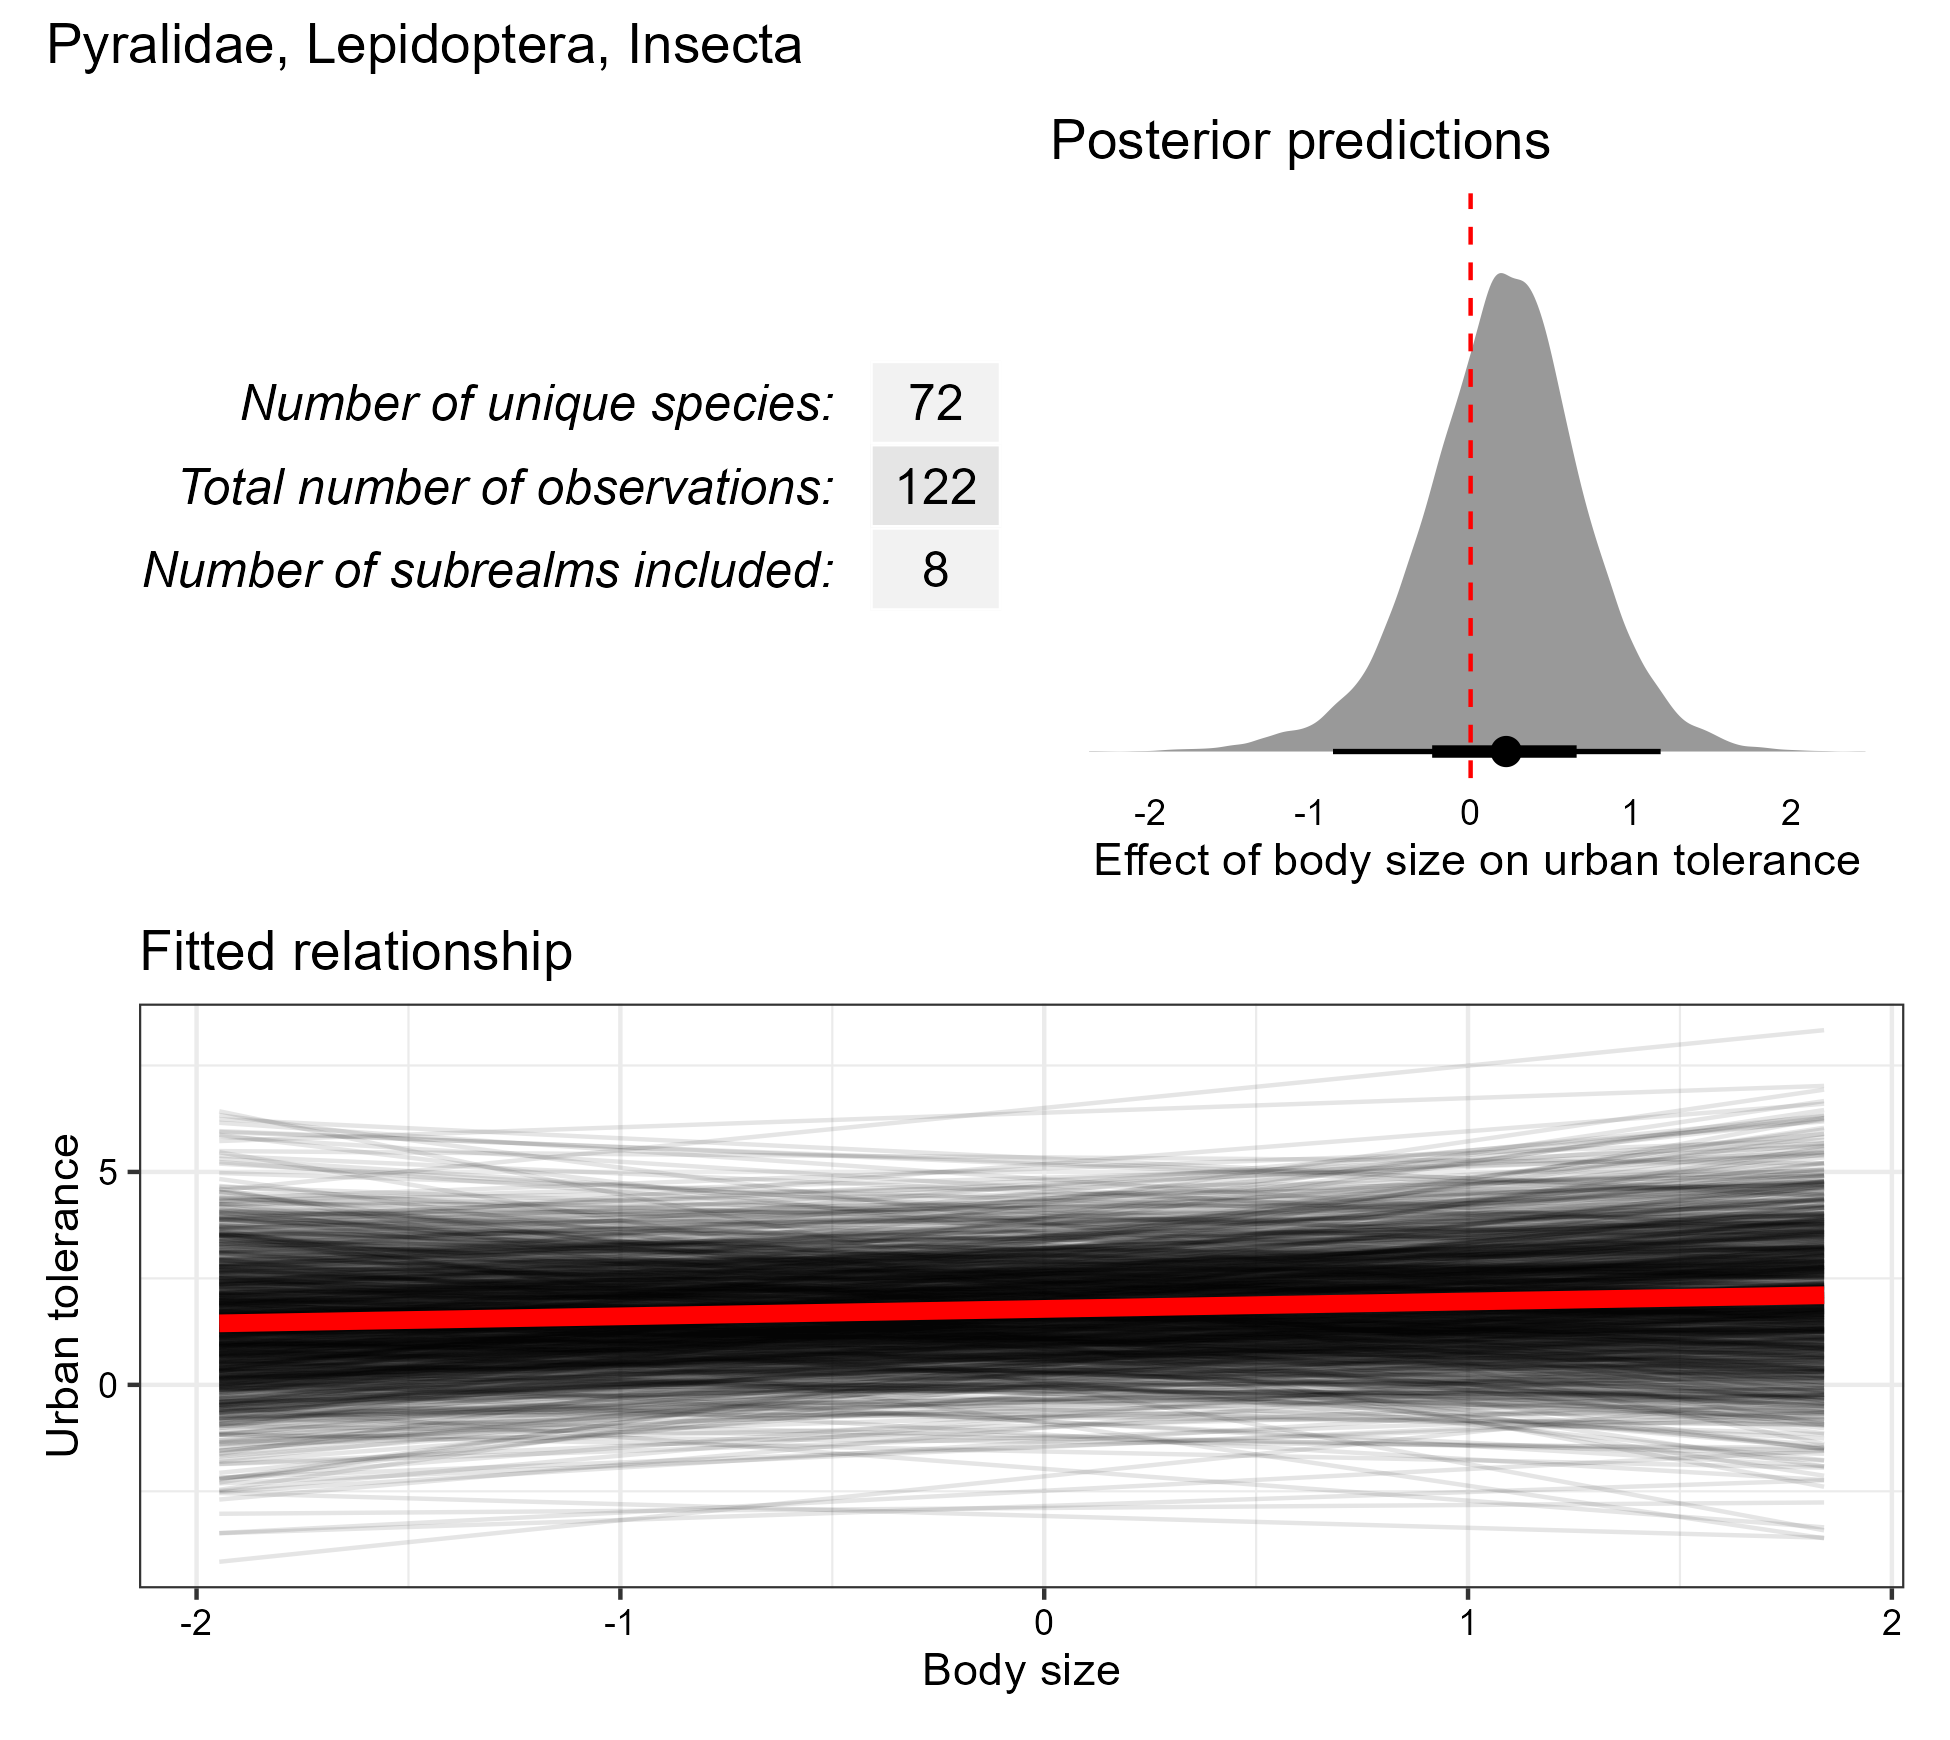 Pyralidae, Lepidoptera, Insecta
Number of unique species: 72
Total number of observations: 122
Number of subrealms included: 8
Posterior predictions
-2 -1 0 1 2
Effect of body size on urban tolerance
Fitted relationship
Urban tolerance
5
0
-2 -1 0 1 2
Body size